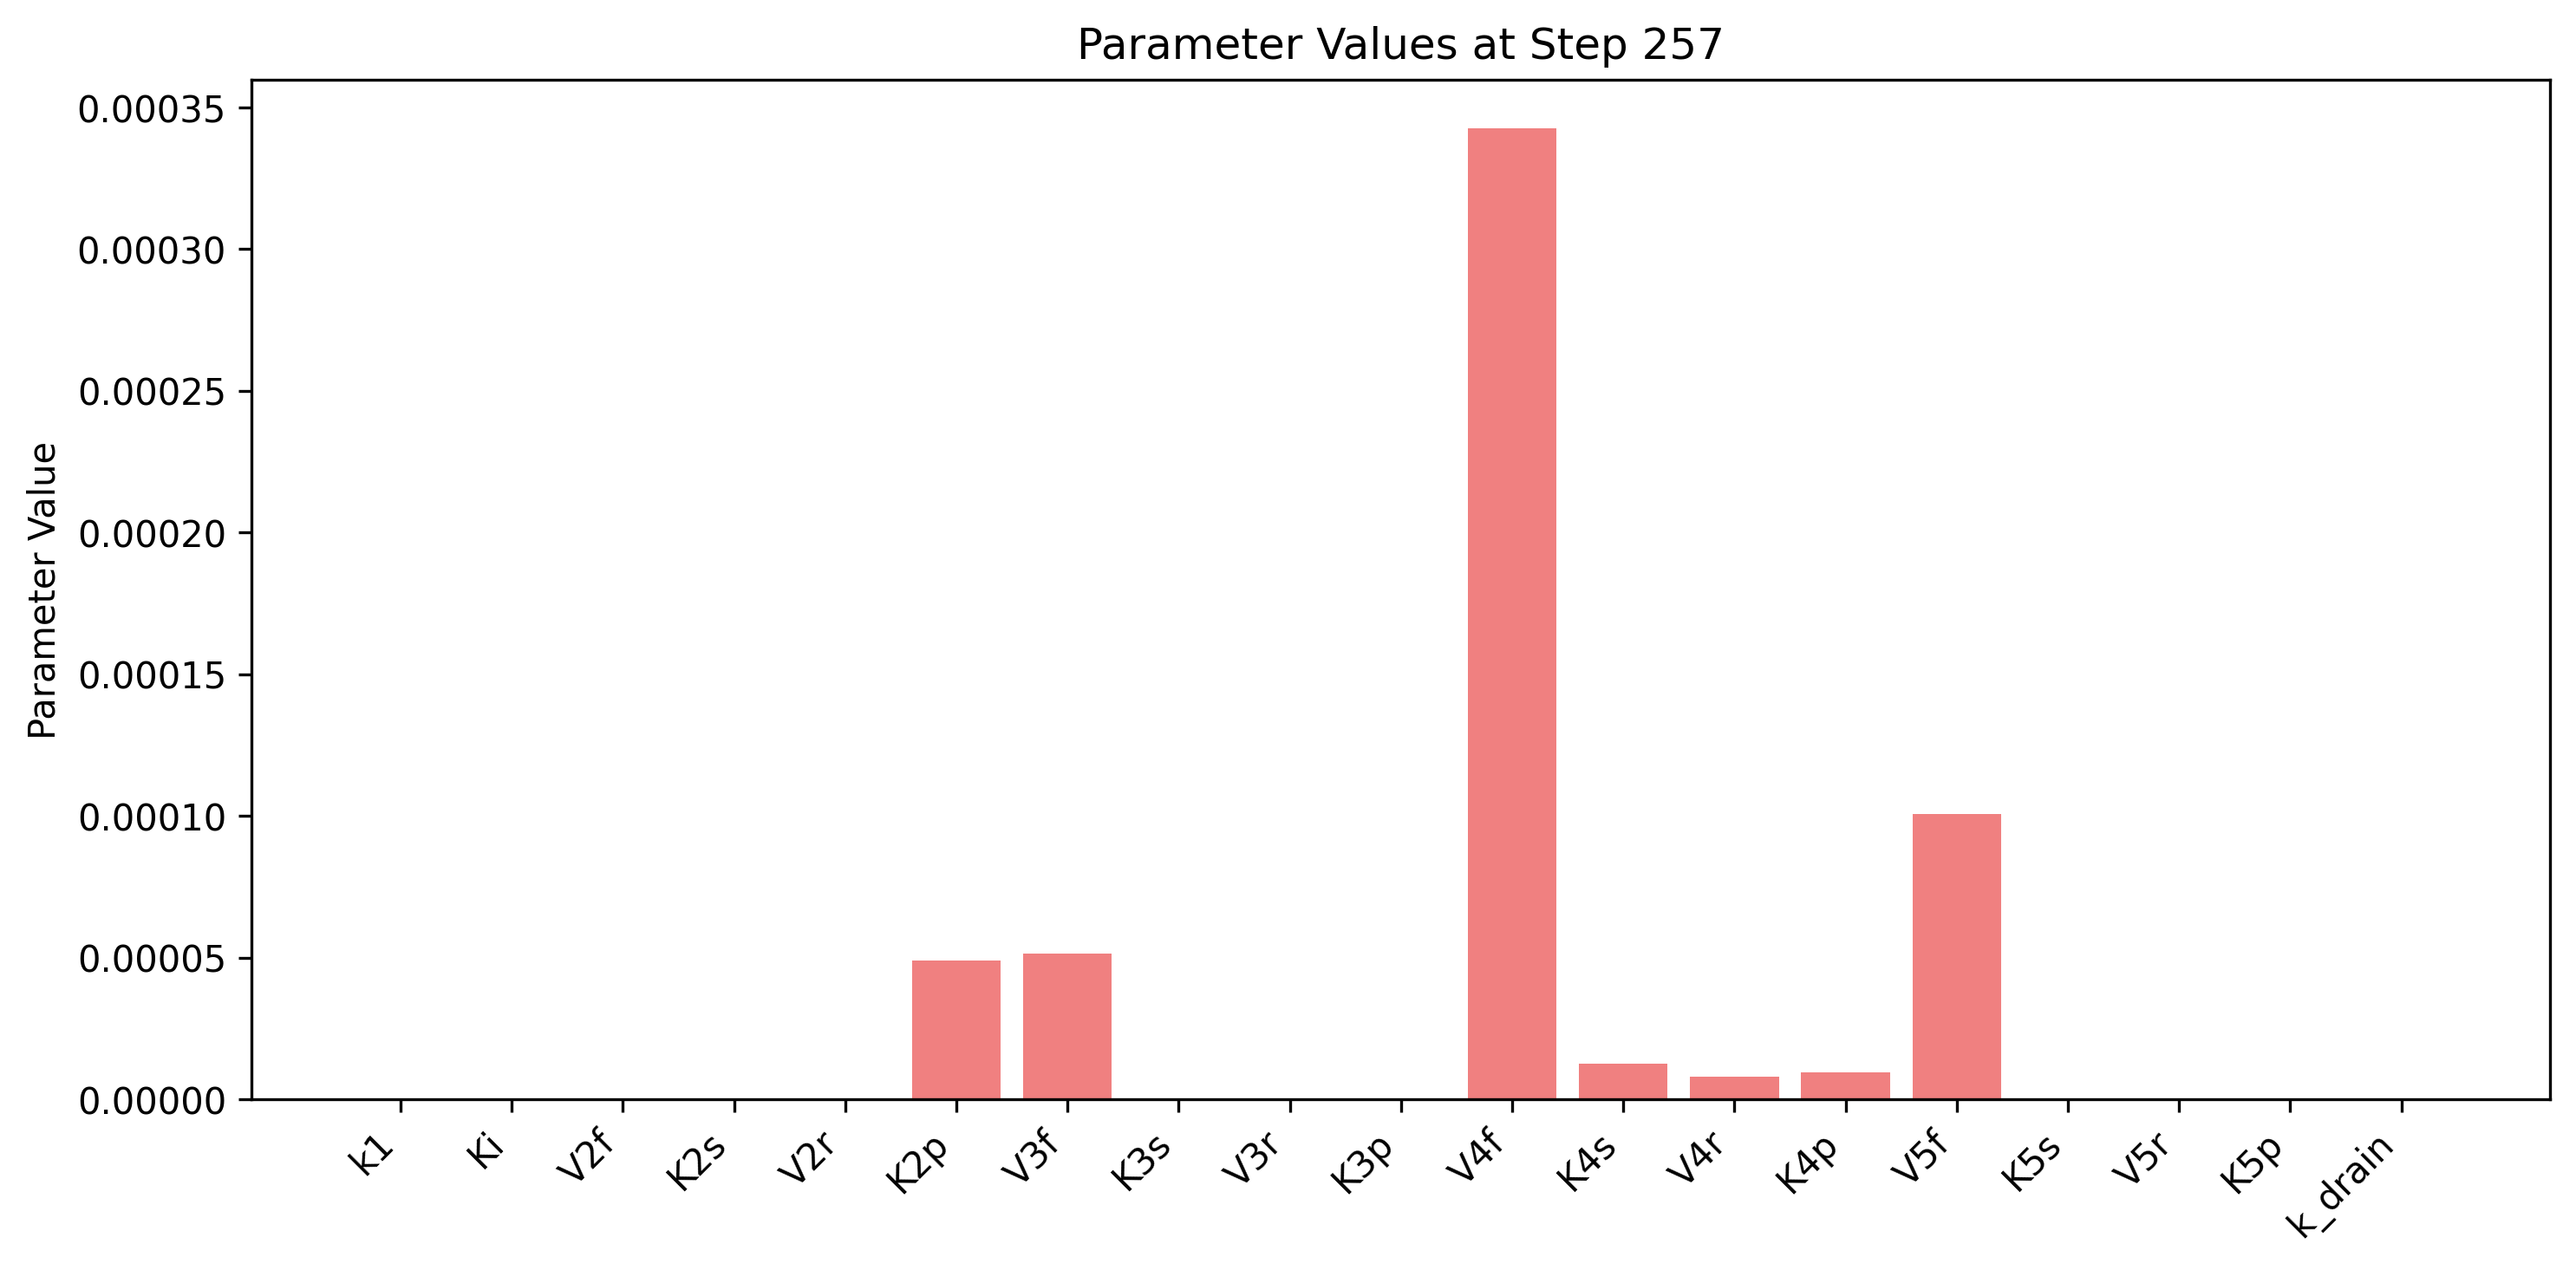 Parameter Values at Step 257
Parameter Value
0.00035
0.00030
0.00025
0.00020
0.00015
0.00010
0.00005
0.00000
k1
Ki
V2f
K2s
V2r
K2p
V3f
K3s
V3r
K3p
V4f
K4s
V4r
K4p
V5f
K5s
V5r
K5p
k_drain